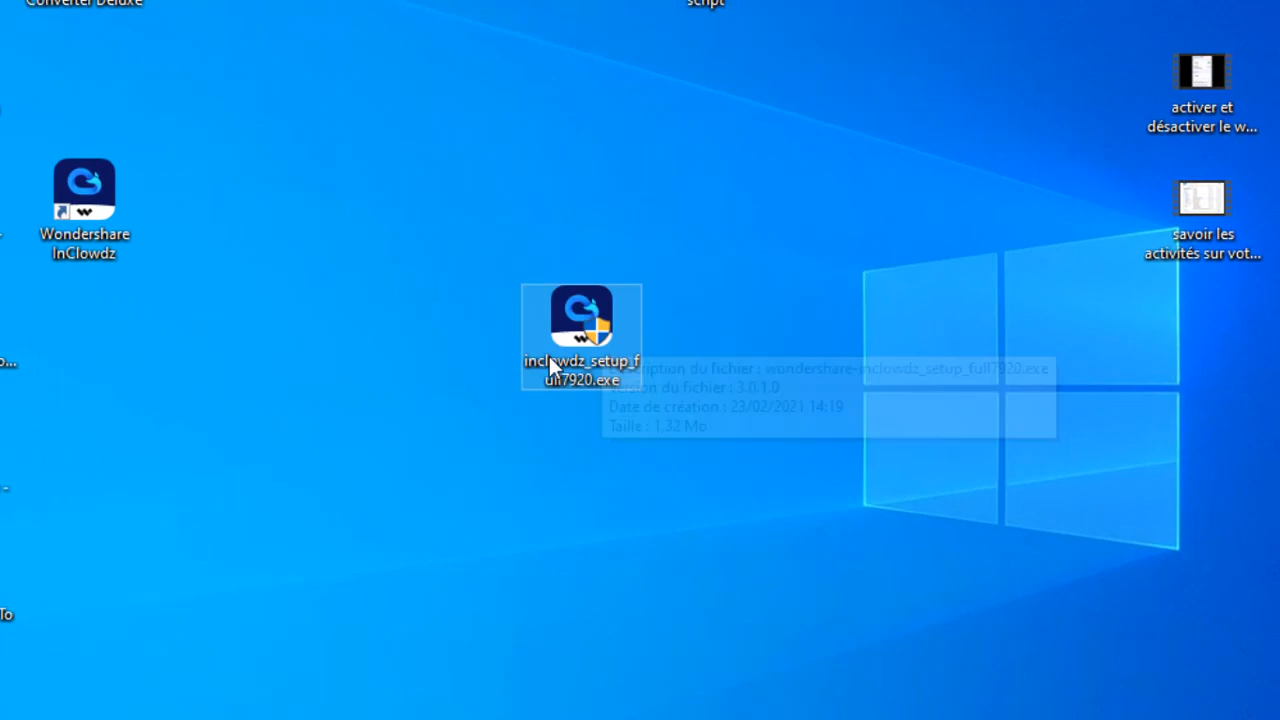 Converter Deluxe
script
activer et
désactiver le w...
Wondershare
InClowdz
savoir les
activités sur vot...
inclowdz_setup_f
ull7920.exe
o...
Description du fichier : wondershare-inclowdz_setup_full7920.exe
Version du fichier : 3.0.1.0
Date de création : 23/02/2021 14:19
Taille : 1,32 Mo
-
To